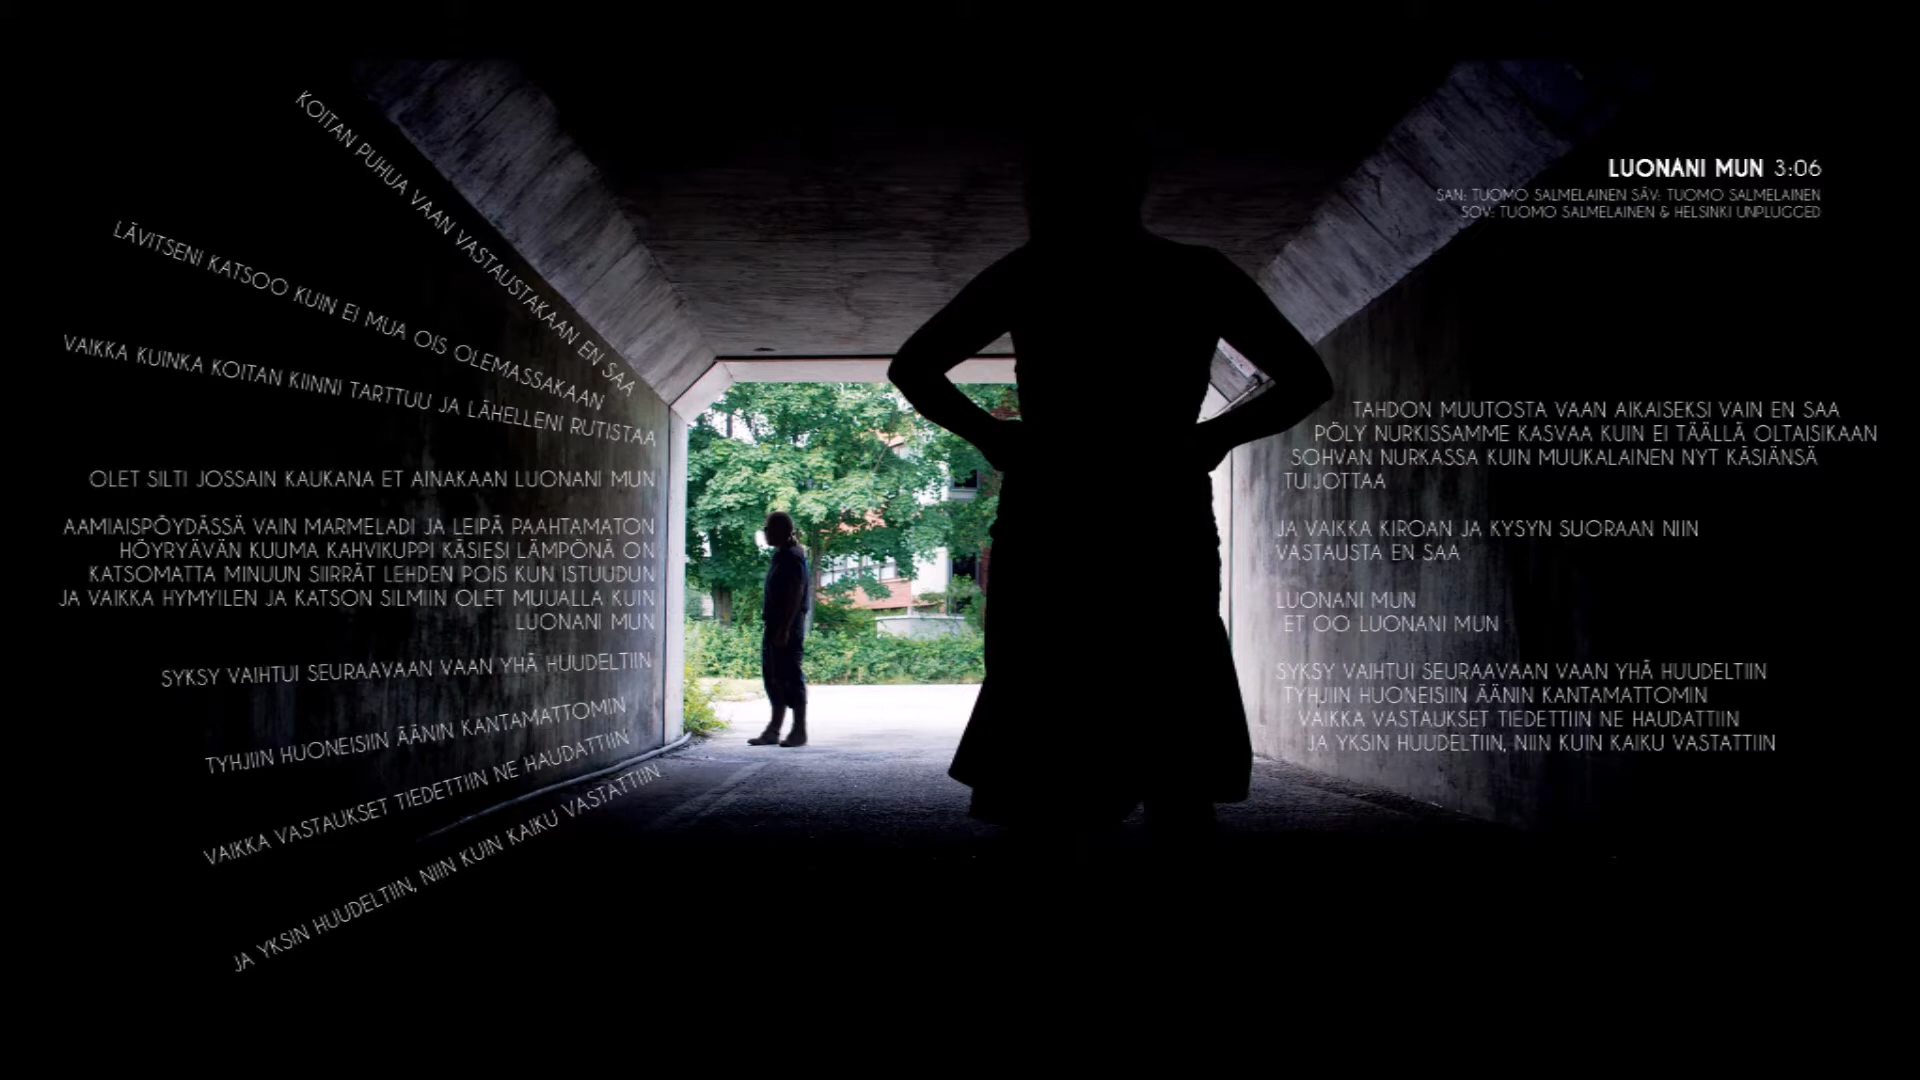 KOITAN PUHUA VAAN VASTAUSTAKAAN EN SAA
LÄVITSENI KATSOO KUIN EI MUA OIS OLEMASSAKAAN
VAIKKA KUINKA KOITAN KIINNI TARTTUU JA LÄHELLENI RUTISTAA
OLET SILTI JOSSAIN KAUKANA ET AINAKAAN LUONANI MUN
AAMIAISPÖYDÄSSÄ VAIN MARMELADI JA LEIPÄ PAAHTAMATON
HÖYRYÄVÄN KUUMA KAHVIKUPPI KÄSIESI LÄMPÖNÄ ON
KATSOMATTA MINUUN SIIRRÄT LEHDEN POIS KUN ISTUUDUN
JA VAIKKA HYMYILEN JA KATSON SILMIIN OLET MUUALLA KUIN
LUONANI MUN
SYKSY VAIHTUI SEURAAVAAN VAAN YHÄ HUUDELTIIN
TYHJIIN HUONEISIIN ÄÄNIN KANTAMATTOMIN
VAIKKA VASTAUKSET TIEDETTIIN NE HAUDATTIIN
JA YKSIN HUUDELTIIN, NIIN KUIN KAIKU VASTATTIIN
LUONANI MUN 3:06
SAN: TUOMO SALMELAINEN SÄV: TUOMO SALMELAINEN
SOV: TUOMO SALMELAINEN & HELSINKI UNPLUGGED
TAHDON MUUTOSTA VAAN AIKAISEKSI VAIN EN SAA
PÖLY NURKISSAMME KASVAA KUIN EI TÄÄLLÄ OLTAISIKAAN
SOHVAN NURKASSA KUIN MUUKALAINEN NYT KÄSIÄNSÄ
TUIJOTTAA
JA VAIKKA KIROAN JA KYSYN SUORAAN NIIN
VASTAUSTA EN SAA
LUONANI MUN
ET OO LUONANI MUN
SYKSY VAIHTUI SEURAAVAAN VAAN YHÄ HUUDELTIIN
TYHJIIN HUONEISIIN ÄÄNIN KANTAMATTOMIN
VAIKKA VASTAUKSET TIEDETTIIN NE HAUDATTIIN
JA YKSIN HUUDELTIIN, NIIN KUIN KAIKU VASTATTIIN